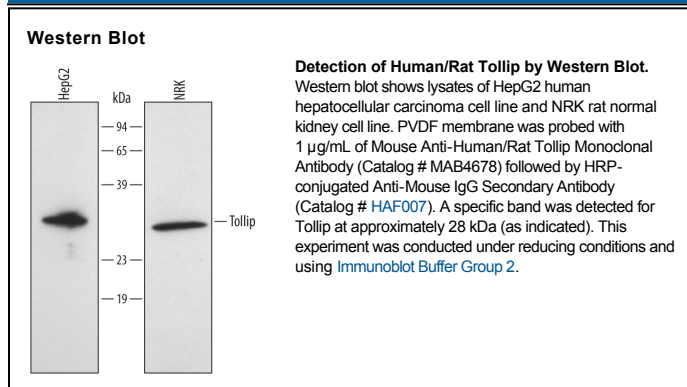 Western Blot
HepG2
kDa
NRK
94
65
39
Tollip
23
19
Detection of Human/Rat Tollip by Western Blot.
Western blot shows lysates of HepG2 human
hepatocellular carcinoma cell line and NRK rat normal
kidney cell line. PVDF membrane was probed with
1 µg/mL of Mouse Anti-Human/Rat Tollip Monoclonal
Antibody (Catalog # MAB4678) followed by HRP-
conjugated Anti-Mouse IgG Secondary Antibody
(Catalog # HAF007). A specific band was detected for
Tollip at approximately 28 kDa (as indicated). This
experiment was conducted under reducing conditions and
using Immunoblot Buffer Group 2.